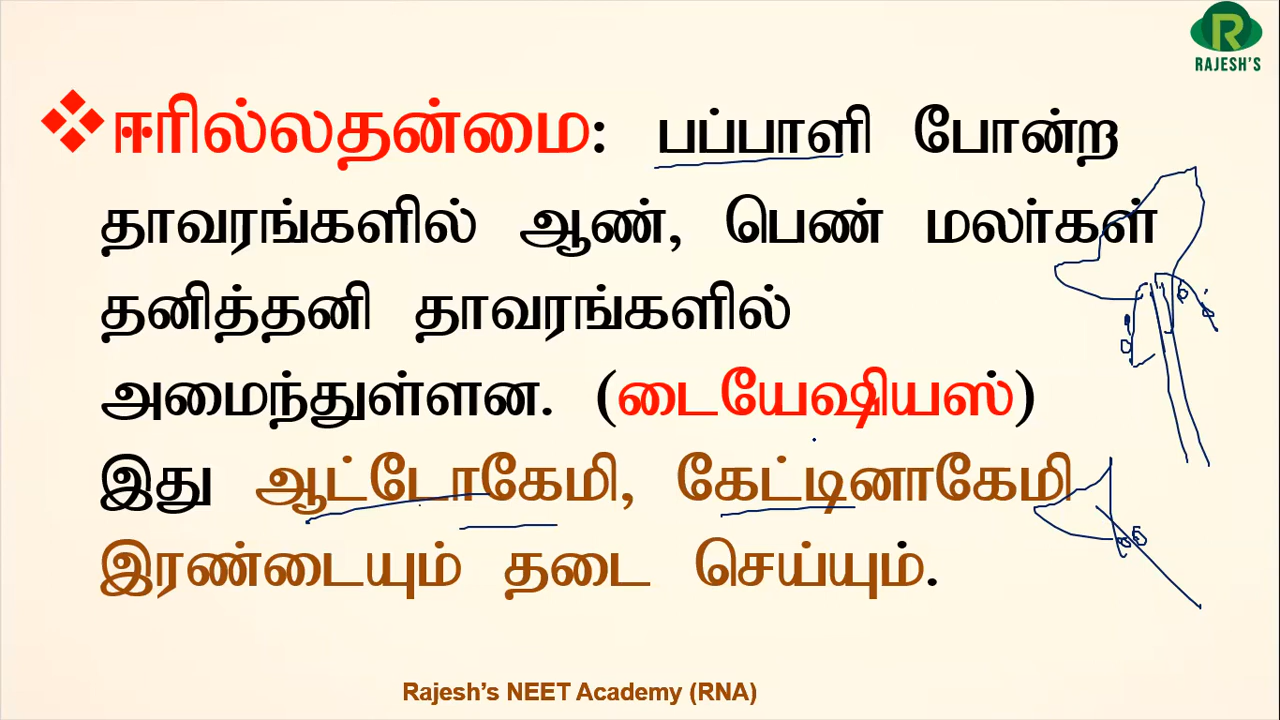 R
RAJESH'S
ஈரில்லதன்மை: பப்பாளி போன்ற
தாவரங்களில் ஆண், பெண் மலர்கள்
தனித்தனி தாவரங்களில்
அமைந்துள்ளன. (டையேஷியஸ்)
இது ஆட்டோகேமி, கேட்டினாகேமி
இரண்டையும் தடை செய்யும்.
Rajesh's NEET Academy (RNA)